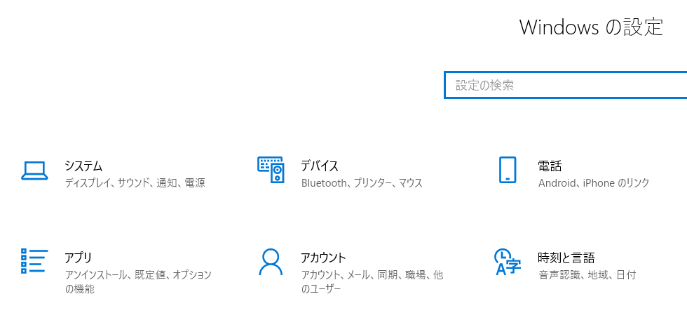 Windows の設定
設定の検索
システム
ディスプレイ、サウンド、通知、電源
デバイス
Bluetooth、プリンター、マウス
電話
Android、iPhone のリンク
アプリ
アンインストール、既定値、オプション
の機能
アカウント
アカウント、メール、同期、職場、他
のユーザー
時刻と言語
音声認識、地域、日付